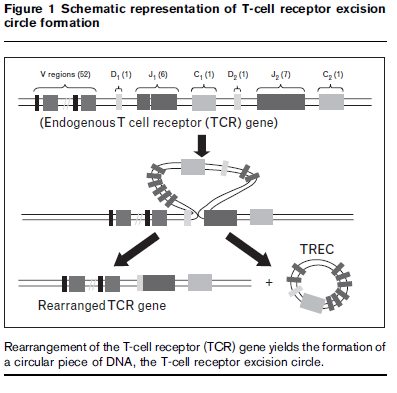 Figure 1 Schematic representation of T-cell receptor excision
circle formation
V regions (52) D1 (1) J1 (6) C1 (1) D2 (1) J2 (7) C2 (1)
(Endogenous T cell receptor (TCR) gene)
TREC
+
Rearranged TCR gene
Rearrangement of the T-cell receptor (TCR) gene yields the formation of
a circular piece of DNA, the T-cell receptor excision circle.